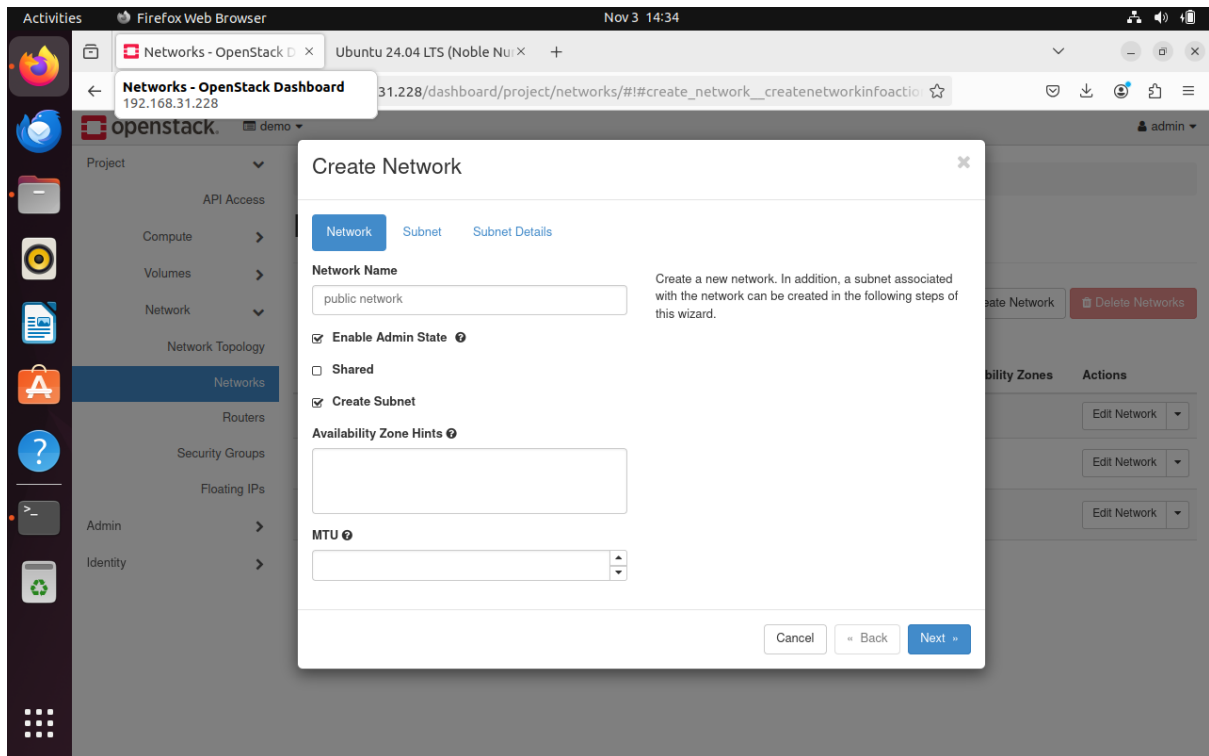 Activities
Firefox Web Browser
Nov 3 14:34
Networks - OpenStack D
Ubuntu 24.04 LTS (Noble Nu
Networks - OpenStack Dashboard
192.168.31.228
31.228/dashboard/project/networks/#!#create_network__createnetworkinfoactio
openstack.
demo
admin
Project
API Access
Compute
Volumes
Network
Network Topology
Networks
Routers
Security Groups
Floating IPs
Admin
Identity
Create Network
Network
Subnet
Subnet Details
Network Name
public network
Enable Admin State
Shared
Create Subnet
Availability Zone Hints
MTU
Create a new network. In addition, a subnet associated
with the network can be created in the following steps of
this wizard.
Cancel
« Back
Next »
eate Network
Delete Networks
bility Zones
Actions
Edit Network
Edit Network
Edit Network